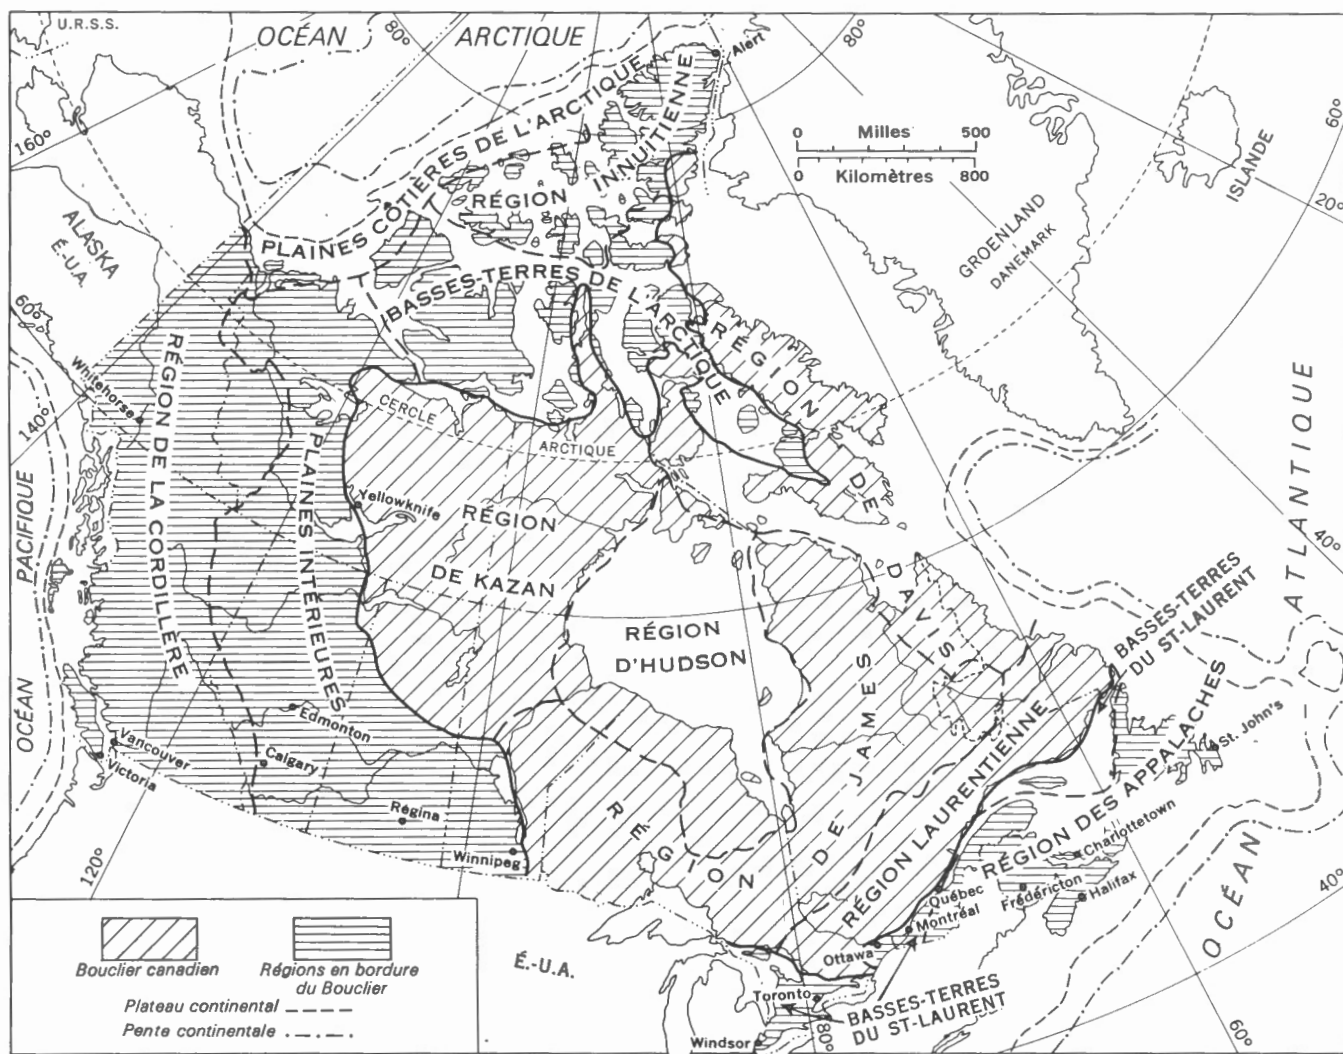 U.R.S.S.
OCÉAN ARCTIQUE
80°
80°
Alert
160°
60°
20°
ISLANDE
0 Milles 500
0 Kilomètres 800
PLAINES CÔTIÈRES DE L'ARCTIQUE
RÉGION INNUITIENNE
ALASKA
É.-U.A.
GROENLAND
DANEMARK
BASSES-TERRES DE L'ARCTIQUE
60°
Whitehorse
140°
RÉGION DE LA CORDILLÈRE
PLAINES INTÉRIEURES
CERCLE ARCTIQUE
RÉGION DE DAVIS
Yellowknife
RÉGION
DE KAZAN
40°
OCÉAN PACIFIQUE
OCÉAN ATLANTIQUE
RÉGION
D'HUDSON
BASSES-TERRES
DU ST-LAURENT
RÉGION DE JAMES
RÉGION LAURENTIENNE
RÉGION DES APPALACHES
St. John's
Edmonton
Vancouver
Victoria
Calgary
Régina
Winnipeg
Charlottetown
Québec
Frédéricton
Halifax
Montréal
Ottawa
120°
40°
É.-U.A.
Toronto
BASSES-TERRES
DU ST-LAURENT
Windsor
80°
60°
Bouclier canadien
Régions en bordure
du Bouclier
Plateau continental
Pente continentale